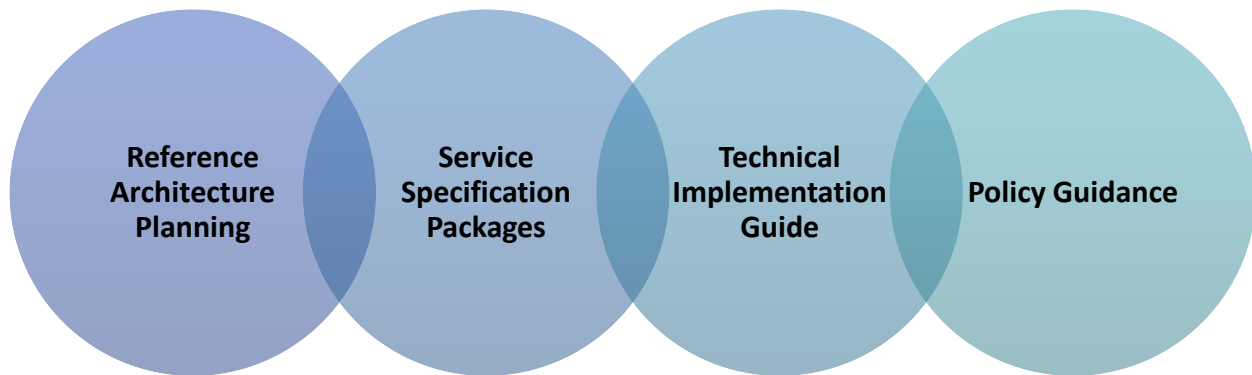 Reference
Architecture
Planning
Service
Specification
Packages
Technical
Implementation
Guide
Policy Guidance